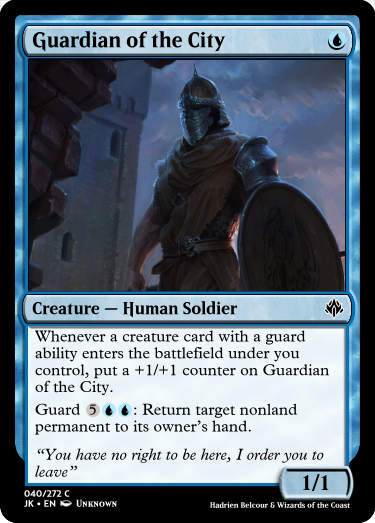 Guardian of the City
Creature — Human Soldier
Whenever a creature card with a guard
ability enters the battlefield under you
control, put a +1/+1 counter on Guardian
of the City.
Guard 5: Return target nonland
permanent to its owner's hand.
“You have no right to be here, I order you to
leave”
1/1
040/272 C
JK • EN Unknown
Hadrien Belcour & Wizards of the Coast